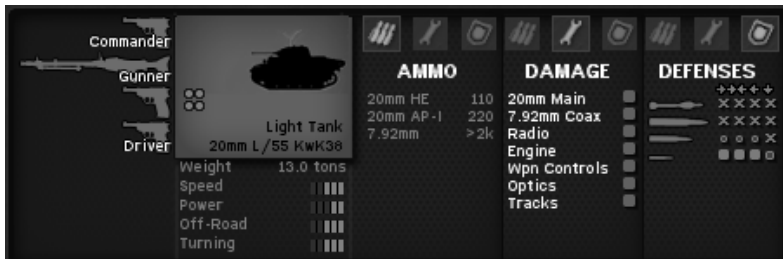 Commander
Gunner
Driver
Light Tank
20mm L/55 KwK38
Weight 13.0 tons
Speed
Power
Off-Road
Turning
AMMO
20mm HE 110
20mm AP-I 220
7.92mm >2k
DAMAGE
20mm Main
7.92mm Coax
Radio
Engine
Wpn Controls
Optics
Tracks
DEFENSES